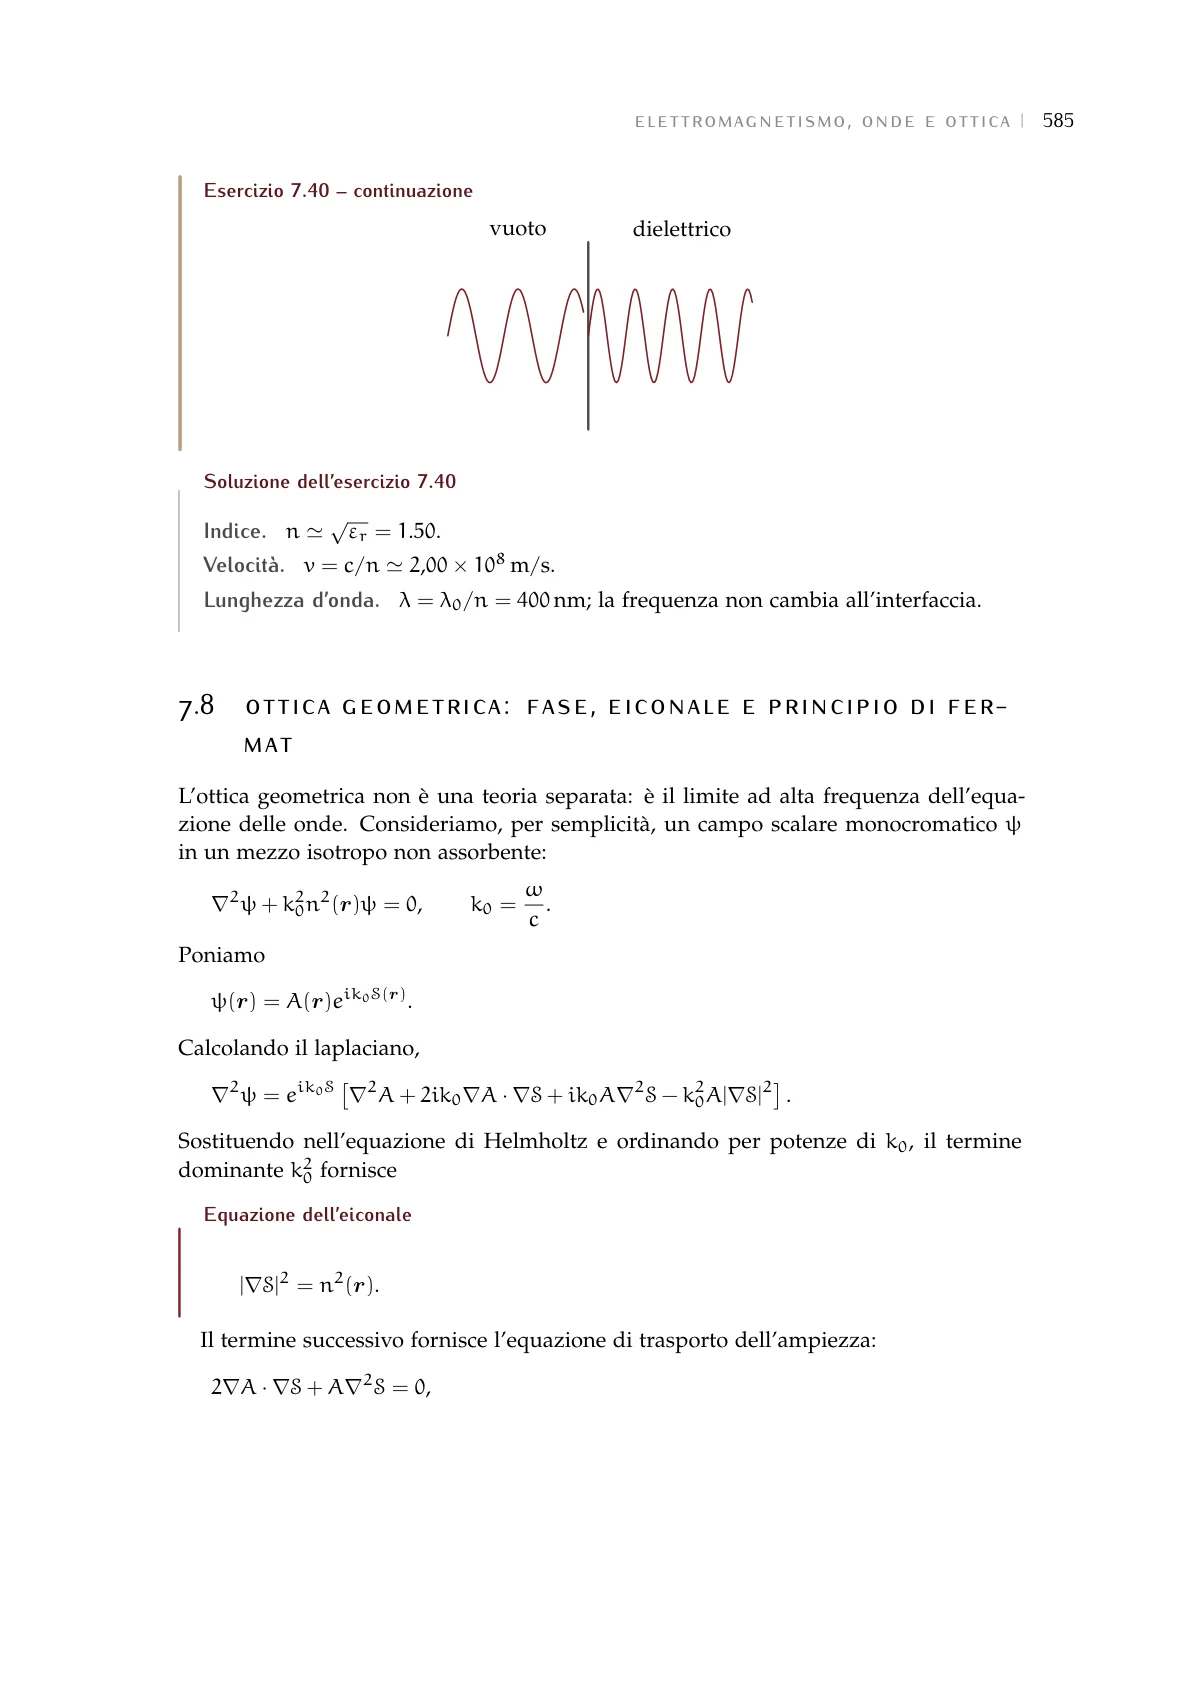 ELETTROMAGNETISMO, ONDE E OTTICA | 585
Esercizio 7.40 – continuazione
vuoto dielettrico
Soluzione dell'esercizio 7.40
Indice. n ≃ √εr = 1.50.
Velocità. v = c/n ≃ 2,00 × 10⁸ m/s.
Lunghezza d'onda. λ = λ₀/n = 400 nm; la frequenza non cambia all'interfaccia.
7.8 OTTICA GEOMETRICA: FASE, EICONALE E PRINCIPIO DI FER-
MAT
L'ottica geometrica non è una teoria separata: è il limite ad alta frequenza dell'equa-
zione delle onde. Consideriamo, per semplicità, un campo scalare monocromatico ψ
in un mezzo isotropo non assorbente:
∇²ψ + k₀²n²(r)ψ = 0, k₀ = ω/c.
Poniamo
ψ(r) = A(r)e^{ik₀S(r)}.
Calcolando il laplaciano,
∇²ψ = e^{ik₀S} [∇²A + 2ik₀∇A · ∇S + ik₀A∇²S − k₀²A|∇S|²] .
Sostituendo nell'equazione di Helmholtz e ordinando per potenze di k₀, il termine
dominante k₀² fornisce
Equazione dell'eiconale
|∇S|² = n²(r).
Il termine successivo fornisce l'equazione di trasporto dell'ampiezza:
2∇A · ∇S + A∇²S = 0,